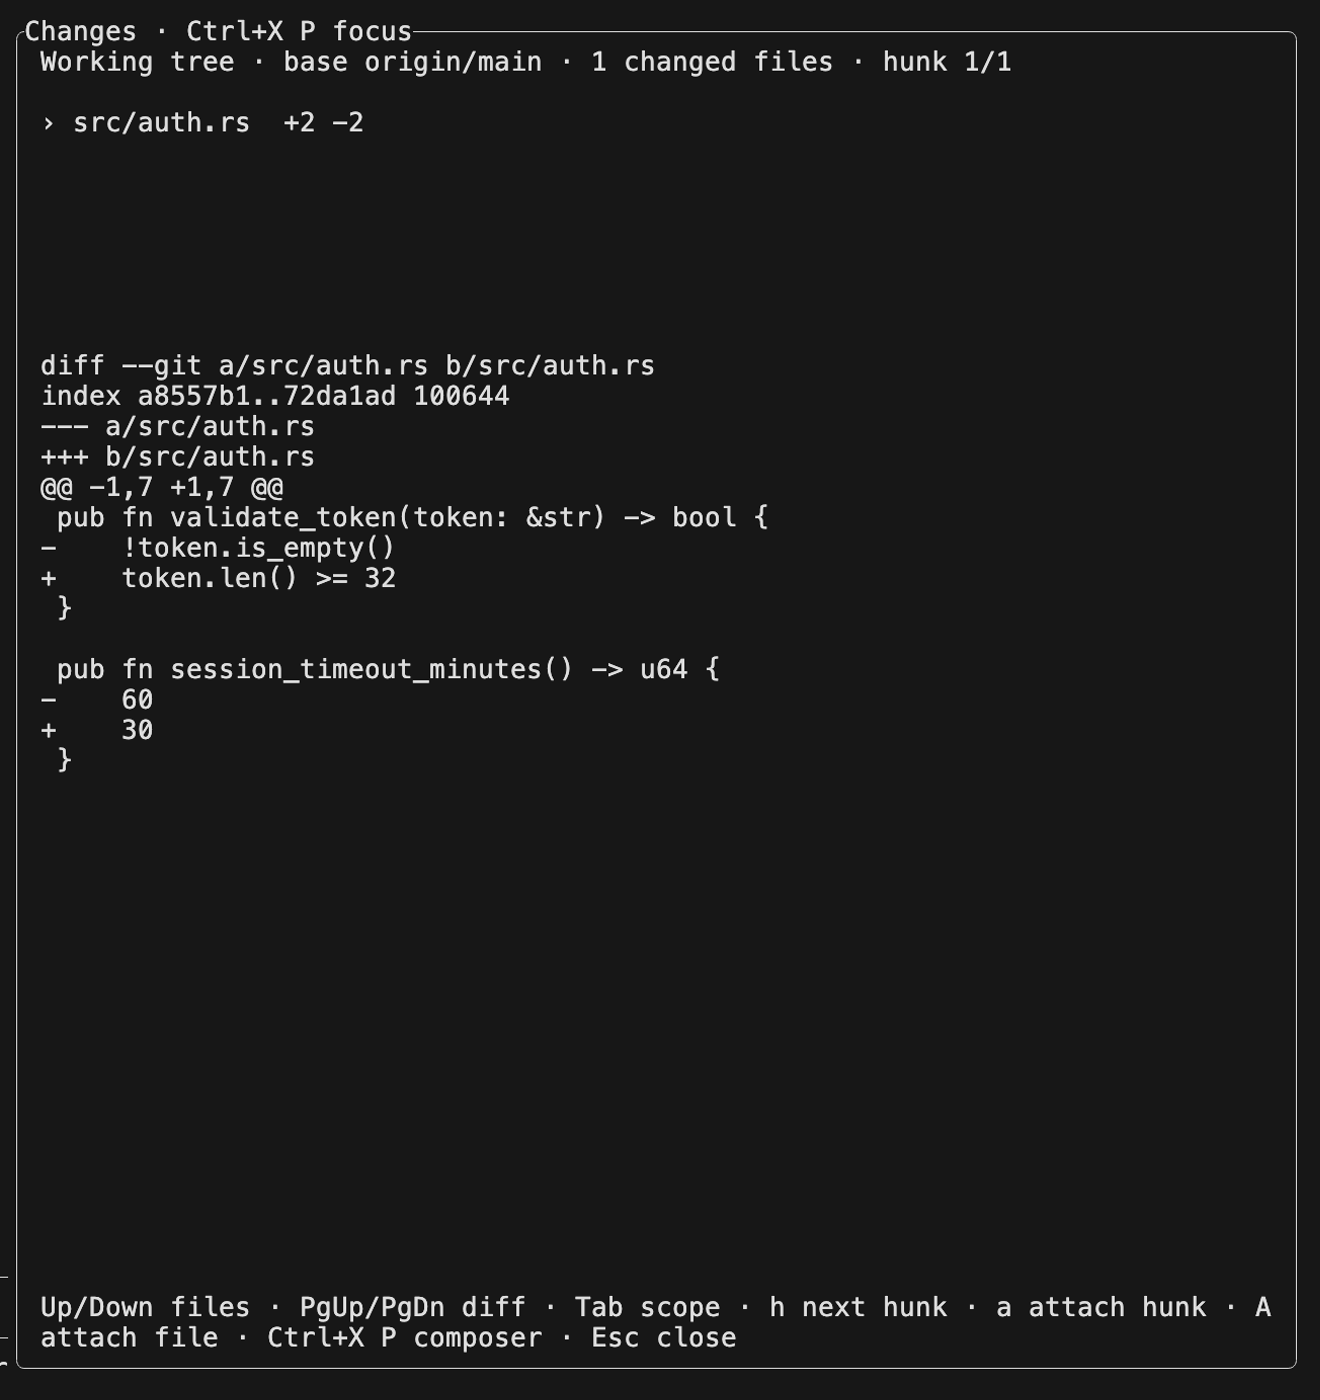 Changes · Ctrl+X P focus
Working tree · base origin/main · 1 changed files · hunk 1/1
› src/auth.rs  +2 -2
diff --git a/src/auth.rs b/src/auth.rs
index a8557b1..72da1ad 100644
--- a/src/auth.rs
+++ b/src/auth.rs
@@ -1,7 +1,7 @@
 pub fn validate_token(token: &str) -> bool {
-    !token.is_empty()
+    token.len() >= 32
 }
 pub fn session_timeout_minutes() -> u64 {
-    60
+    30
 }
Up/Down files · PgUp/PgDn diff · Tab scope · h next hunk · a attach hunk · A
attach file · Ctrl+X P composer · Esc close